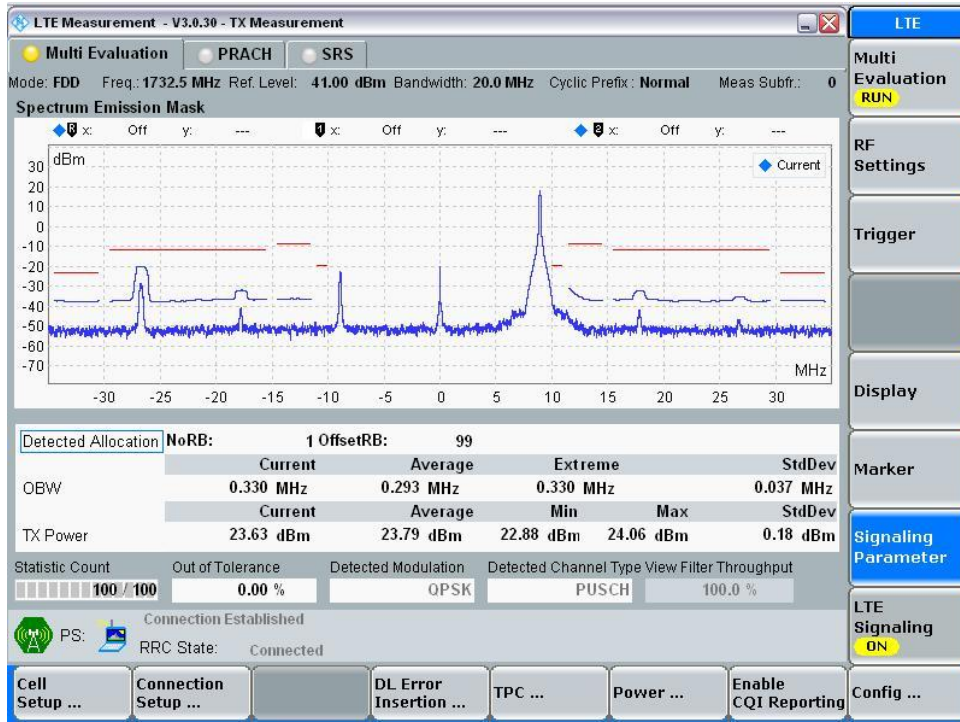 LTE Measurement - V3.0.30 - TX Measurement
LTE
Multi Evaluation PRACH SRS
Multi Evaluation RUN
Mode: FDD Freq.: 1732.5 MHz Ref. Level: 41.00 dBm Bandwidth: 20.0 MHz Cyclic Prefix: Normal Meas Subfr.: 0
Spectrum Emission Mask
R x: Off y: --- 1 x: Off y: --- 2 x: Off y: ---
dBm
Current
30
20
10
0
-10
-20
-30
-40
-50
-60
-70
MHz
-30 -25 -20 -15 -10 -5 0 5 10 15 20 25 30
RF Settings
Trigger
Display
Marker
Signaling Parameter
LTE Signaling ON
Detected Allocation NoRB: 1 OffsetRB: 99
Current Average Extreme StdDev
OBW 0.330 MHz 0.293 MHz 0.330 MHz 0.037 MHz
Current Average Min Max StdDev
TX Power 23.63 dBm 23.79 dBm 22.88 dBm 24.06 dBm 0.18 dBm
Statistic Count Out of Tolerance Detected Modulation Detected Channel Type View Filter Throughput
100 / 100 0.00 % QPSK PUSCH 100.0 %
PS: Connection Established
RRC State: Connected
Cell Setup ... Connection Setup ... DL Error Insertion ... TPC ... Power ... Enable CQI Reporting Config ...